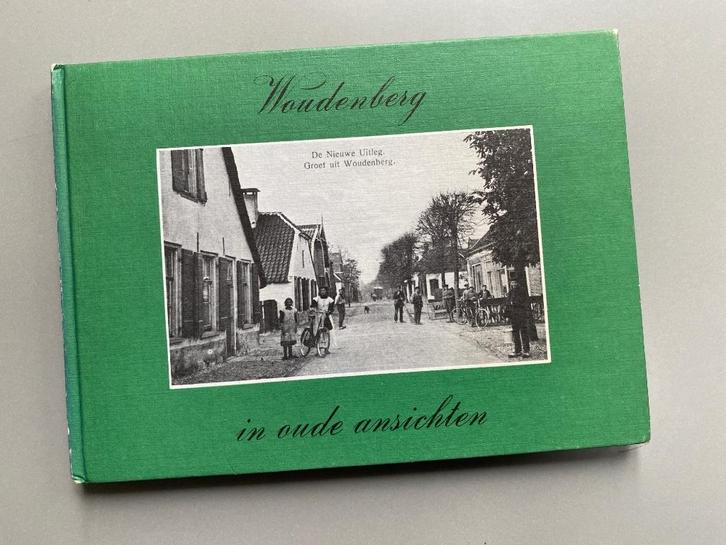 Woudenberg
De Nieuwe Uitleg.
Groet uit Woudenberg.
in oude ansichten